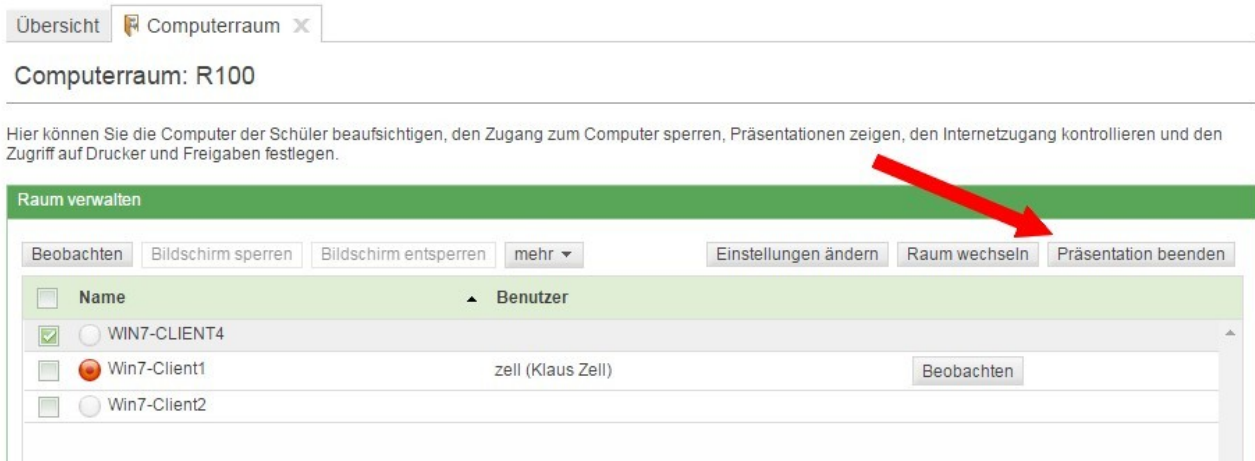 Übersicht Computerraum
Computerraum: R100
Hier können Sie die Computer der Schüler beaufsichtigen, den Zugang zum Computer sperren, Präsentationen zeigen, den Internetzugang kontrollieren und den
Zugriff auf Drucker und Freigaben festlegen.
Raum verwalten
Beobachten Bildschirm sperren Bildschirm entsperren mehr Einstellungen ändern Raum wechseln Präsentation beenden
Name Benutzer
WIN7-CLIENT4
Win7-Client1 zell (Klaus Zell) Beobachten
Win7-Client2